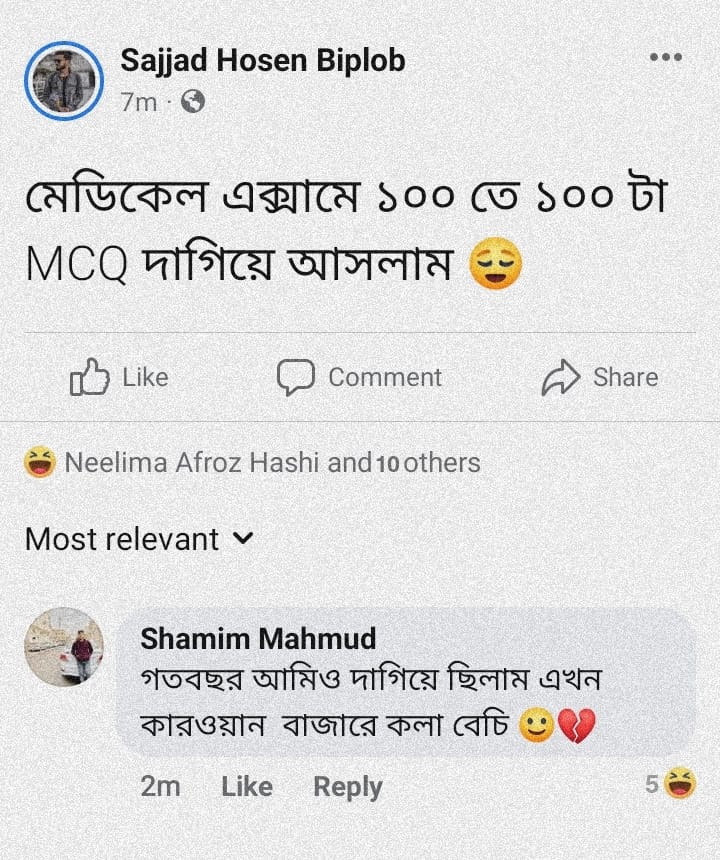 Sajjad Hosen Biplob
7m ·
মেডিকেল এক্সামে ১০০ তে ১০০ টা
MCQ দাগিয়ে আসলাম 😌
Like Comment Share
😆 Neelima Afroz Hashi and 10 others
Most relevant
Shamim Mahmud
গতবছর আমিও দাগিয়ে ছিলাম এখন
কারওয়ান বাজারে কলা বেচি 🙂💔
2m Like Reply 5 😆